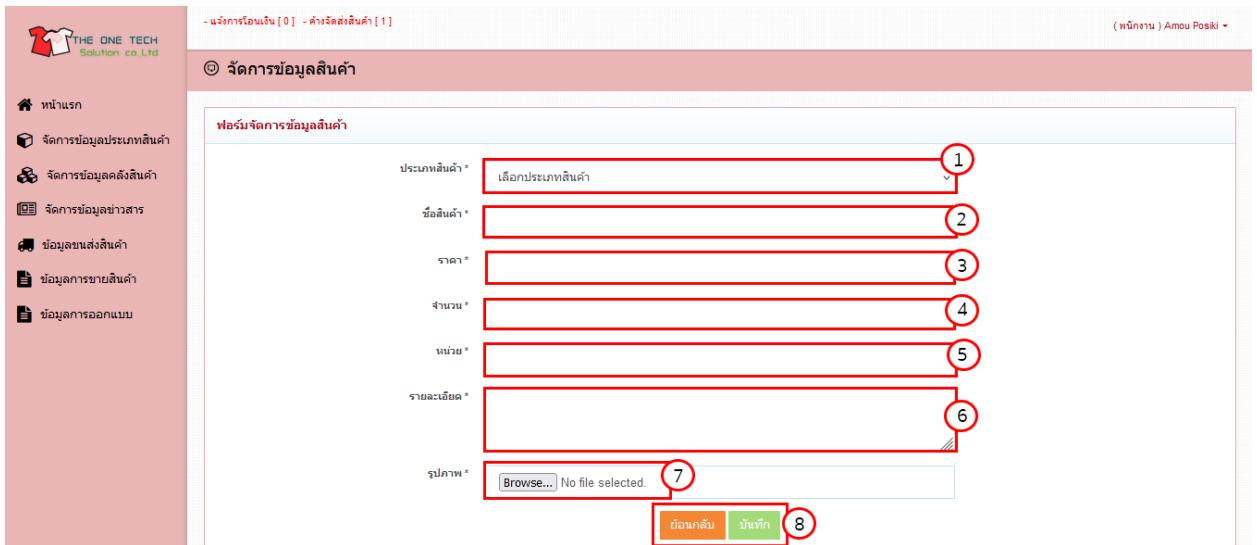 THE ONE TECH
Solution co.,Ltd
- แจ้งการโอนเงิน [ 0 ] - ค้างจัดส่งสินค้า [ 1 ]
( พนักงาน ) Amou Posiki
จัดการข้อมูลสินค้า
หน้าแรก
จัดการข้อมูลประเภทสินค้า
จัดการข้อมูลคลังสินค้า
จัดการข้อมูลข่าวสาร
ข้อมูลขนส่งสินค้า
ข้อมูลการขายสินค้า
ข้อมูลการออกแบบ
ฟอร์มจัดการข้อมูลสินค้า
ประเภทสินค้า *
เลือกประเภทสินค้า
1
ชื่อสินค้า *
2
ราคา *
3
จำนวน *
4
หน่วย *
5
รายละเอียด *
6
รูปภาพ *
Browse... No file selected.
7
ย้อนกลับ บันทึก 8